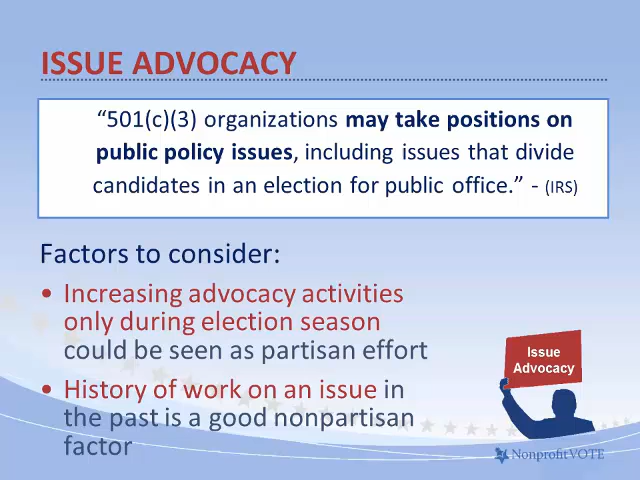 ISSUE ADVOCACY
“501(c)(3) organizations may take positions on
public policy issues, including issues that divide
candidates in an election for public office.” - (IRS)
Factors to consider:
• Increasing advocacy activities
only during election season
could be seen as partisan effort
• History of work on an issue in
the past is a good nonpartisan
factor
Issue
Advocacy
NonprofitVOTE